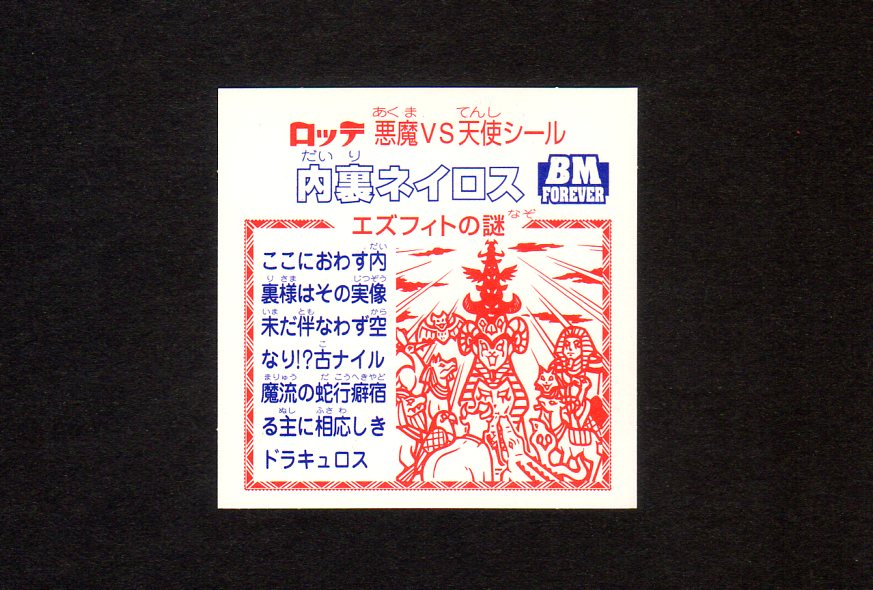 ロッテ 悪魔VS天使シール
内裏ネイロス
BM
FOREVER
エズフィトの謎
ここにおわす内
裏様はその実像
未だ伴なわず空
なり!?古ナイル
魔流の蛇行癖宿
る主に相応しき
ドラキュロス